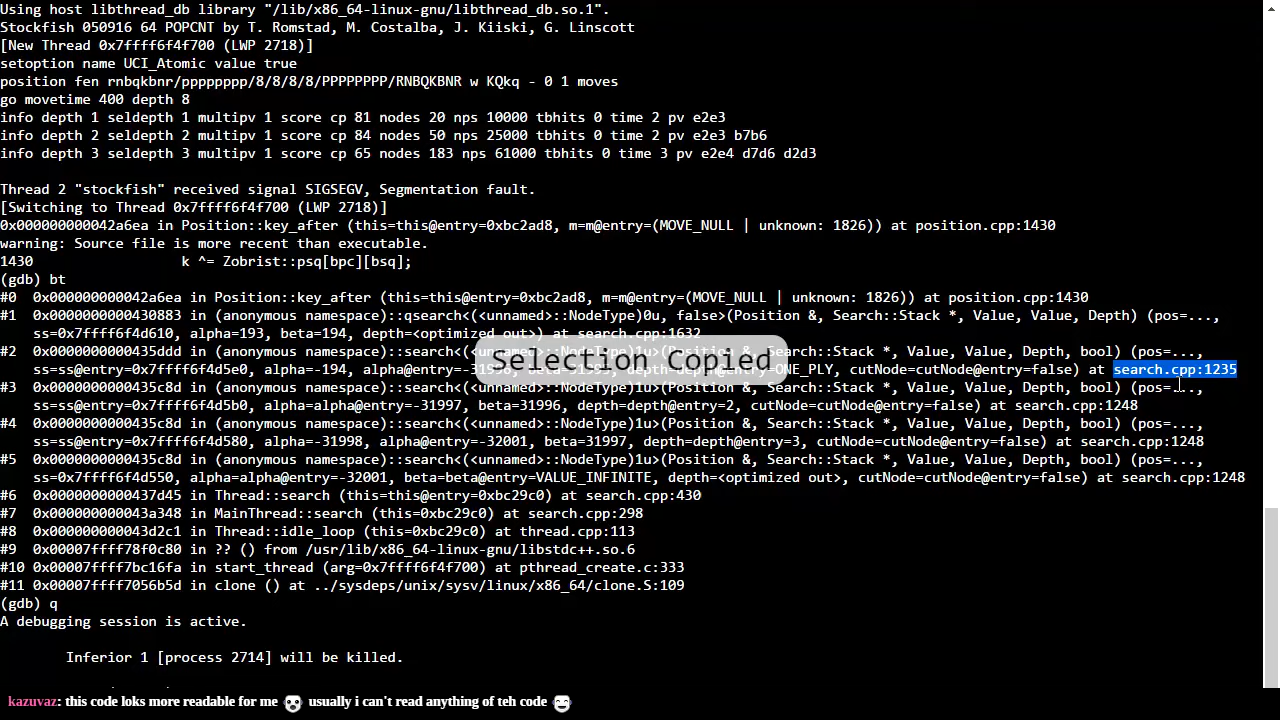 Using host libthread_db library "/lib/x86_64-linux-gnu/libthread_db.so.1".
Stockfish 050916 64 POPCNT by T. Romstad, M. Costalba, J. Kiiski, G. Linscott
[New Thread 0x7ffff6f4f700 (LWP 2718)]
setoption name UCI_Atomic value true
position fen rnbqkbnr/pppppppp/8/8/8/8/PPPPPPPP/RNBQKBNR w KQkq - 0 1 moves
go movetime 400 depth 8
info depth 1 seldepth 1 multipv 1 score cp 81 nodes 20 nps 10000 tbhits 0 time 2 pv e2e3
info depth 2 seldepth 2 multipv 1 score cp 84 nodes 50 nps 25000 tbhits 0 time 2 pv e2e3 b7b6
info depth 3 seldepth 3 multipv 1 score cp 65 nodes 183 nps 61000 tbhits 0 time 3 pv e2e4 d7d6 d2d3
Thread 2 "stockfish" received signal SIGSEGV, Segmentation fault.
[Switching to Thread 0x7ffff6f4f700 (LWP 2718)]
0x000000000042a6ea in Position::key_after (this=this@entry=0xbc2ad8, m=m@entry=(MOVE_NULL | unknown: 1826)) at position.cpp:1430
warning: Source file is more recent than executable.
1430 k ^= Zobrist::psq[bpc][bsq];
(gdb) bt
#0 0x000000000042a6ea in Position::key_after (this=this@entry=0xbc2ad8, m=m@entry=(MOVE_NULL | unknown: 1826)) at position.cpp:1430
#1 0x0000000000430883 in (anonymous namespace)::qsearch<(<unnamed>::NodeType)0u, false>(Position &, Search::Stack *, Value, Value, Depth) (pos=...,
ss=0x7ffff6f4d610, alpha=193, beta=194, depth=<optimized out>) at search.cpp:1632
#2 0x0000000000435ddd in (anonymous namespace)::search<(<unnamed>::NodeType)1u>(Position &, Search::Stack *, Value, Value, Depth, bool) (pos=...,
ss=ss@entry=0x7ffff6f4d5e0, alpha=-194, alpha@entry=-31996, depth=depth@entry=ONE_PLY, cutNode=cutNode@entry=false) at search.cpp:1235
Selection Copied
#3 0x0000000000435c8d in (anonymous namespace)::search<(<unnamed>::NodeType)1u>(Position &, Search::Stack *, Value, Value, Depth, bool) (pos=...,
ss=ss@entry=0x7ffff6f4d5b0, alpha=alpha@entry=-31997, beta=31996, depth=depth@entry=2, cutNode=cutNode@entry=false) at search.cpp:1248
#4 0x0000000000435c8d in (anonymous namespace)::search<(<unnamed>::NodeType)1u>(Position &, Search::Stack *, Value, Value, Depth, bool) (pos=...,
ss=ss@entry=0x7ffff6f4d580, alpha=-31998, alpha@entry=-32001, beta=31997, depth=depth@entry=3, cutNode=cutNode@entry=false) at search.cpp:1248
#5 0x0000000000435c8d in (anonymous namespace)::search<(<unnamed>::NodeType)1u>(Position &, Search::Stack *, Value, Value, Depth, bool) (pos=...,
ss=0x7ffff6f4d550, alpha=alpha@entry=-32001, beta=beta@entry=VALUE_INFINITE, depth=<optimized out>, cutNode=cutNode@entry=false) at search.cpp:1248
#6 0x0000000000437d45 in Thread::search (this=this@entry=0xbc29c0) at search.cpp:430
#7 0x000000000043a348 in MainThread::search (this=0xbc29c0) at search.cpp:298
#8 0x000000000043d2c1 in Thread::idle_loop (this=0xbc29c0) at thread.cpp:113
#9 0x00007ffff78f0c80 in ?? () from /usr/lib/x86_64-linux-gnu/libstdc++.so.6
#10 0x00007ffff7bc16fa in start_thread (arg=0x7ffff6f4f700) at pthread_create.c:333
#11 0x00007ffff7056b5d in clone () at ../sysdeps/unix/sysv/linux/x86_64/clone.S:109
(gdb) q
A debugging session is active.
Inferior 1 [process 2714] will be killed.
kazuvaz: this code loks more readable for me usually i can't read anything of teh code